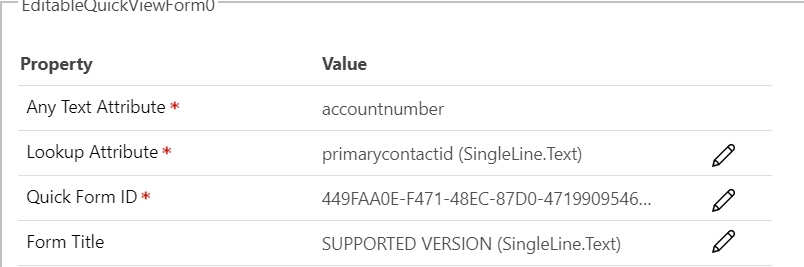 EditableQuickViewForm0
Property Value
Any Text Attribute * accountnumber
Lookup Attribute * primarycontactid (SingleLine.Text)
Quick Form ID * 449FAA0E-F471-48EC-87D0-4719909546...
Form Title SUPPORTED VERSION (SingleLine.Text)